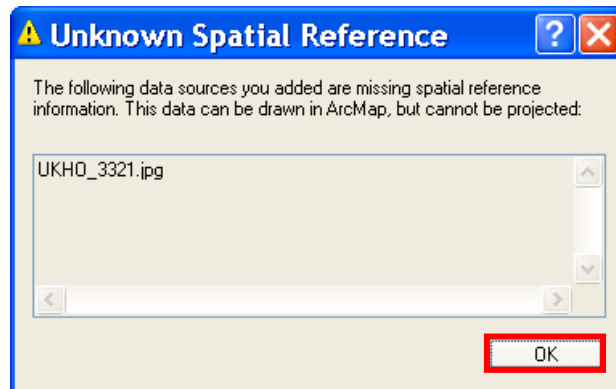 Unknown Spatial Reference
The following data sources you added are missing spatial reference
information. This data can be drawn in ArcMap, but cannot be projected:
UKHO_3321.jpg
OK